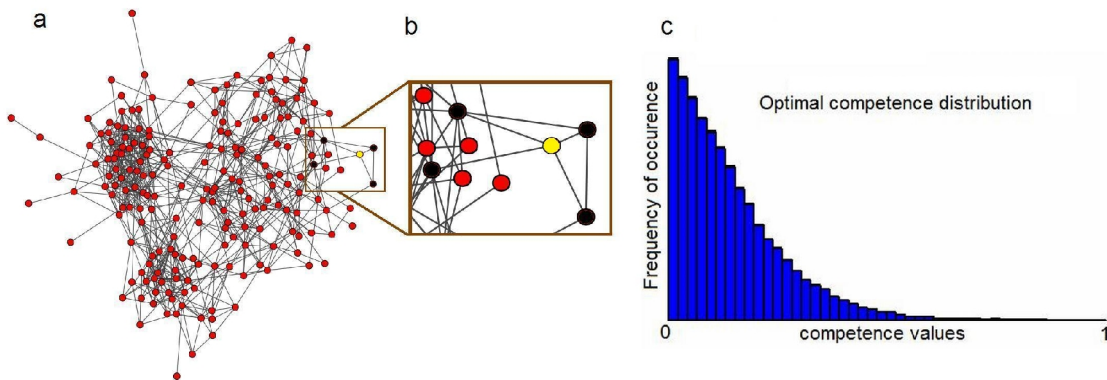 a
b
c
Optimal competence distribution
Frequency of occurence
0
competence values
1